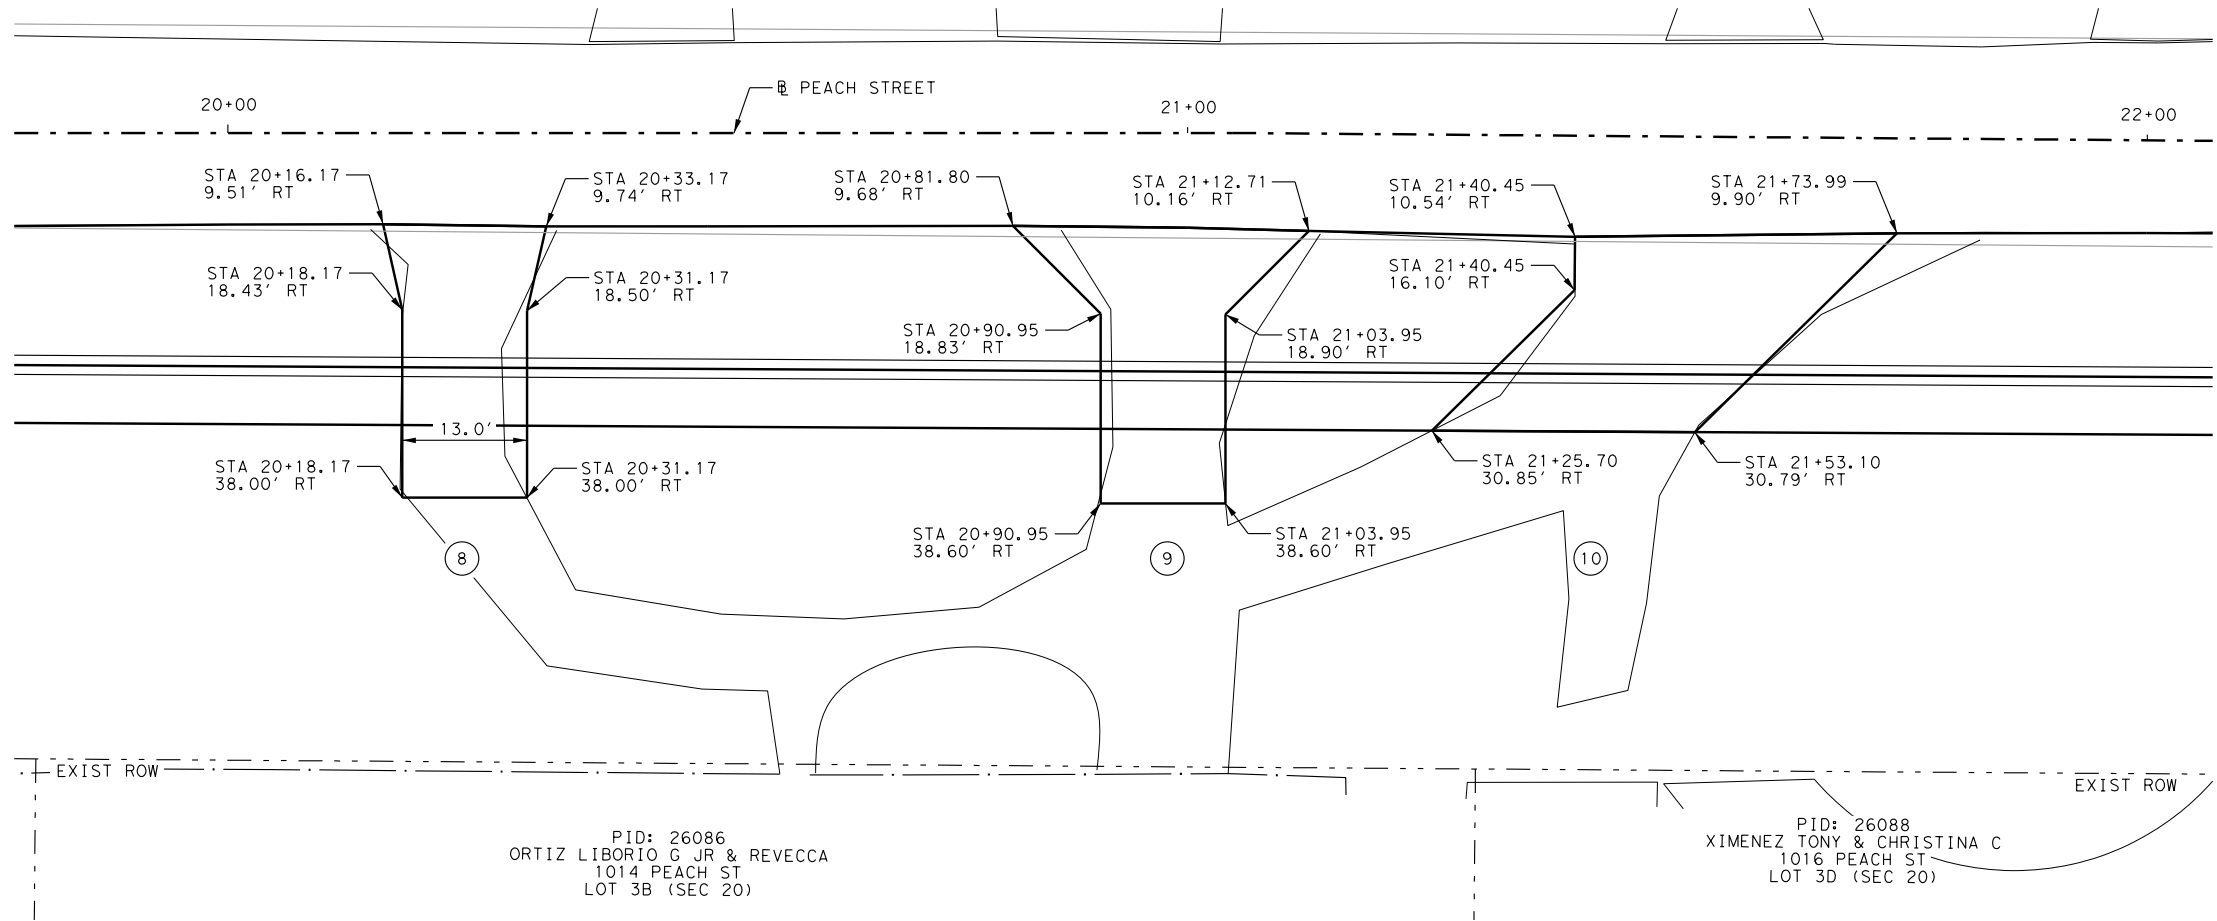 ℄ PEACH STREET
20+00
21+00
22+00
STA 20+16.17
9.51' RT
STA 20+33.17
9.74' RT
STA 20+81.80
9.68' RT
STA 21+12.71
10.16' RT
STA 21+40.45
10.54' RT
STA 21+73.99
9.90' RT
STA 20+18.17
18.43' RT
STA 20+31.17
18.50' RT
STA 21+40.45
16.10' RT
STA 20+90.95
18.83' RT
STA 21+03.95
18.90' RT
13.0'
STA 20+18.17
38.00' RT
STA 20+31.17
38.00' RT
STA 21+25.70
30.85' RT
STA 21+53.10
30.79' RT
STA 20+90.95
38.60' RT
STA 21+03.95
38.60' RT
8
9
10
EXIST ROW
EXIST ROW
PID: 26086
ORTIZ LIBORIO G JR & REVECCA
1014 PEACH ST
LOT 3B (SEC 20)
PID: 26088
XIMENEZ TONY & CHRISTINA C
1016 PEACH ST
LOT 3D (SEC 20)